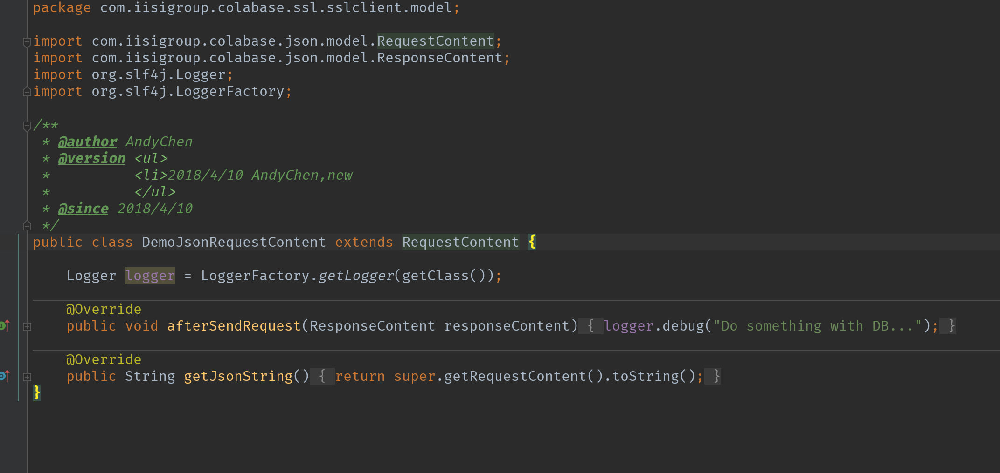 package com.iisigroup.colabase.ssl.sslclient.model;
import com.iisigroup.colabase.json.model.RequestContent;
import com.iisigroup.colabase.json.model.ResponseContent;
import org.slf4j.Logger;
import org.slf4j.LoggerFactory;
/**
 * @author AndyChen
 * @version <ul>
 *          <li>2018/4/10 AndyChen,new
 *          </ul>
 * @since 2018/4/10
 */
public class DemoJsonRequestContent extends RequestContent {
    Logger logger = LoggerFactory.getLogger(getClass());
    @Override
    public void afterSendRequest(ResponseContent responseContent) { logger.debug("Do something with DB..."); }
    @Override
    public String getJsonString() { return super.getRequestContent().toString(); }
}